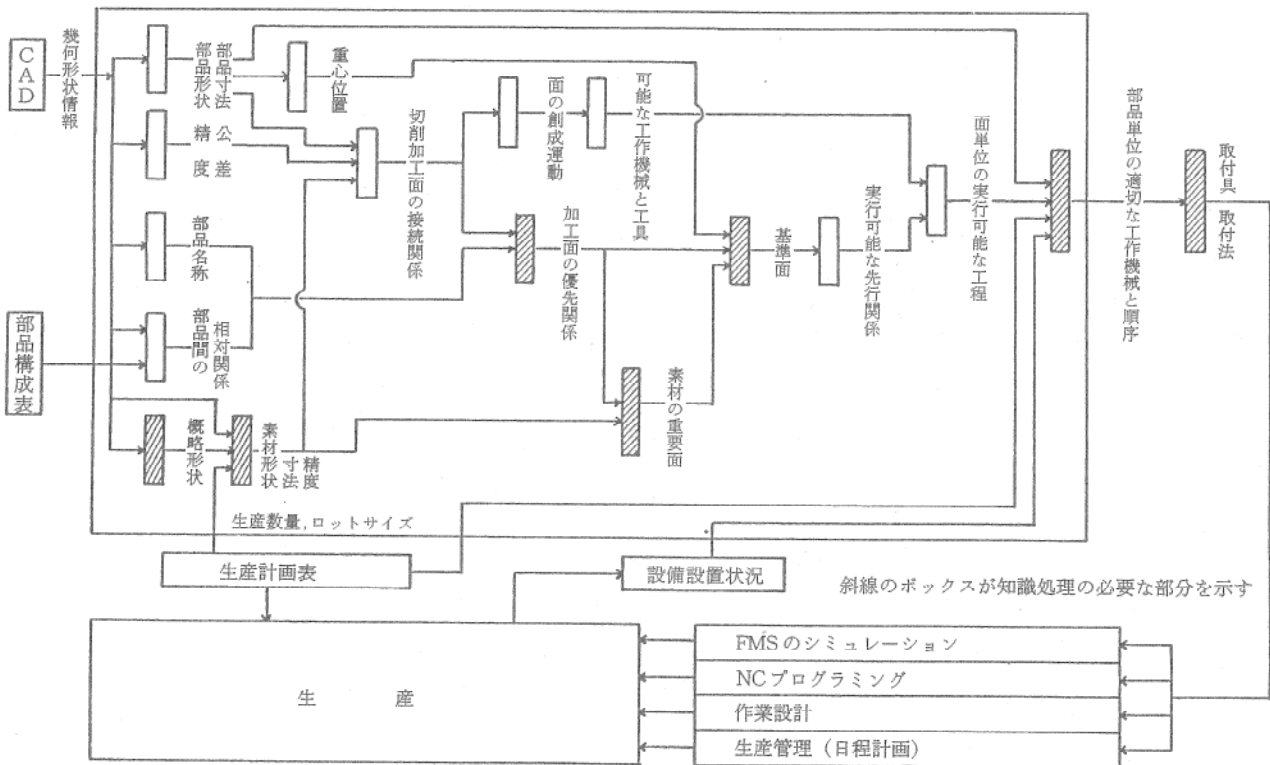 CAD
幾何形状情報
部品形状
部品寸法
精度
公差
部品名称
部品間の
相対関係
部品構成表
概略形状
素材形状
寸法
精度
重心位置
切削加工面の接続関係
面の創成運動
可能な工作機械と工具
加工面の優先関係
素材の重要面
基準面
実行可能な先行関係
面単位の実行可能な工程
部品単位の適切な工作機械と順序
取付具
取付法
生産数量,ロットサイズ
生産計画表
設備設置状況
斜線のボックスが知識処理の必要な部分を示す
生産
FMSのシミュレーション
NCプログラミング
作業設計
生産管理(日程計画)